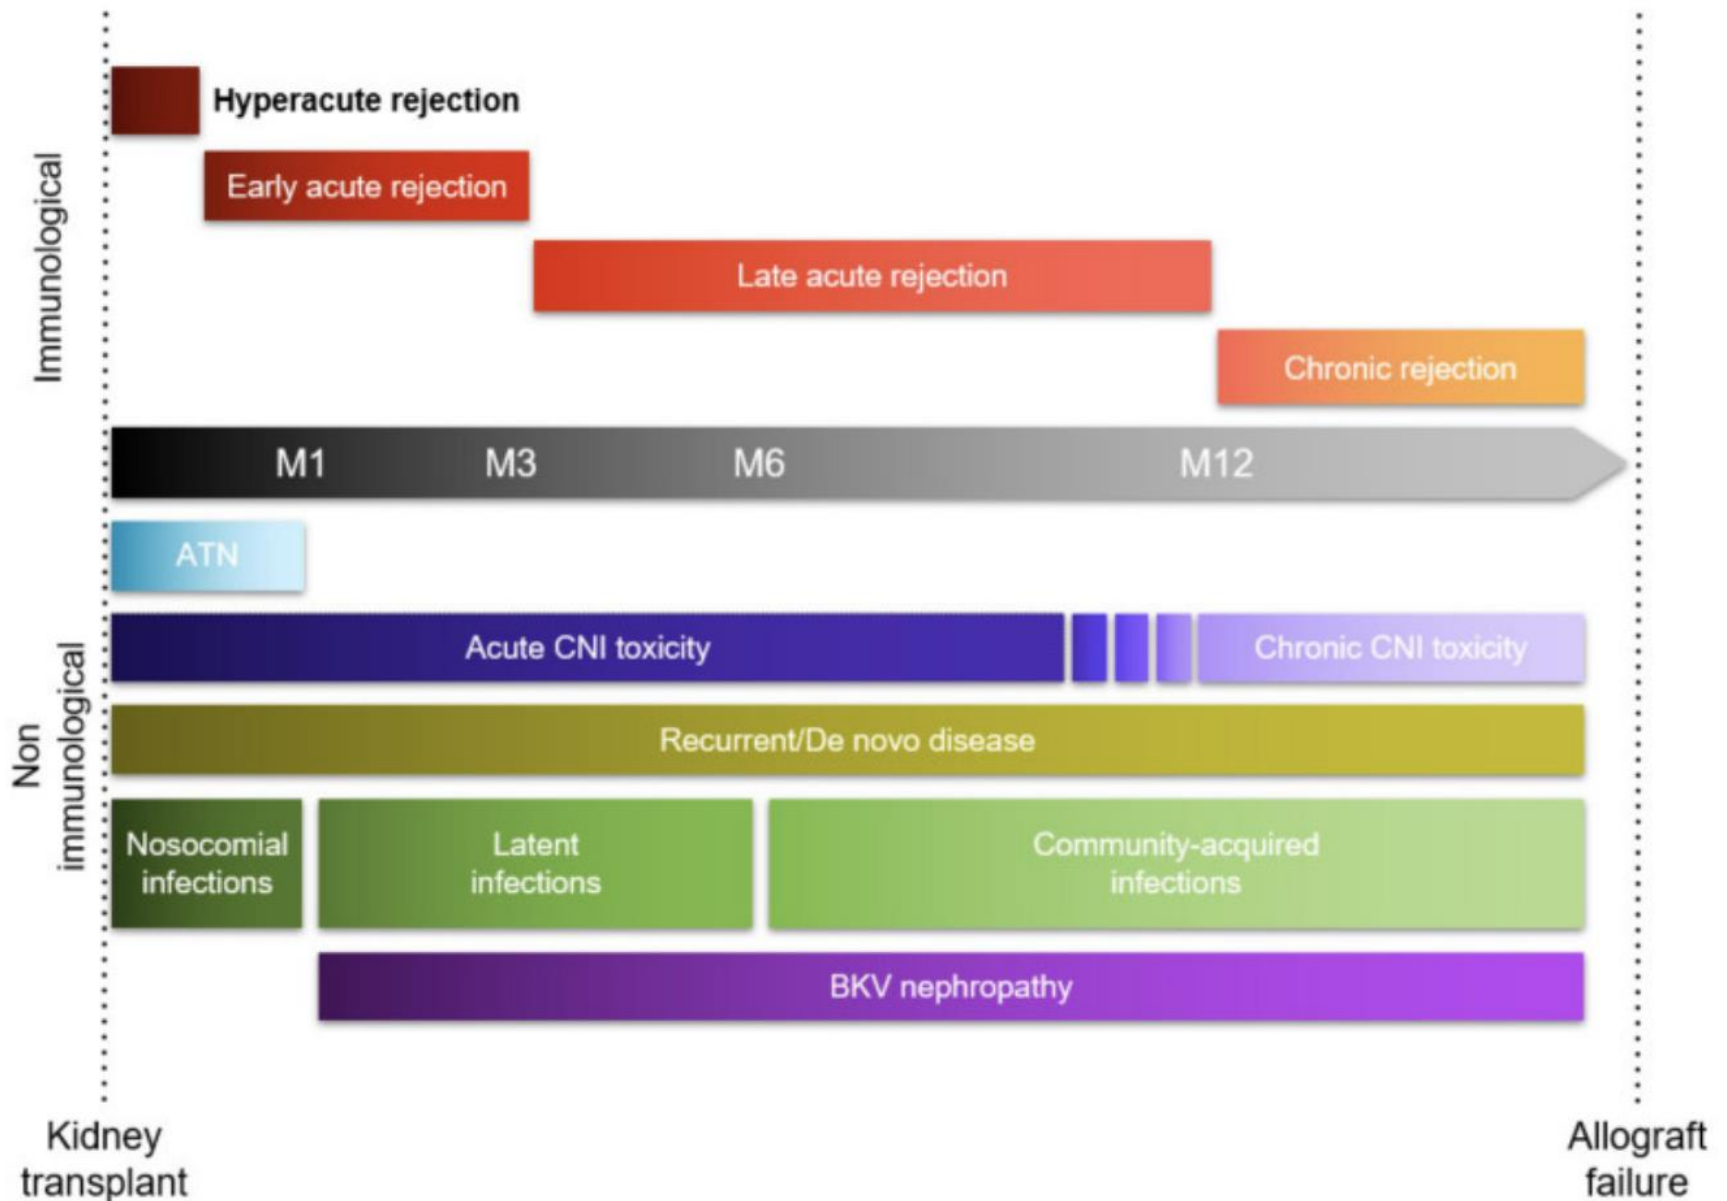 Immunological
Hyperacute rejection
Early acute rejection
Late acute rejection
Chronic rejection
M1 M3 M6 M12
Non
immunological
ATN
Acute CNI toxicity
Chronic CNI toxicity
Recurrent/De novo disease
Nosocomial
infections
Latent
infections
Community-acquired
infections
BKV nephropathy
Kidney
transplant
Allograft
failure